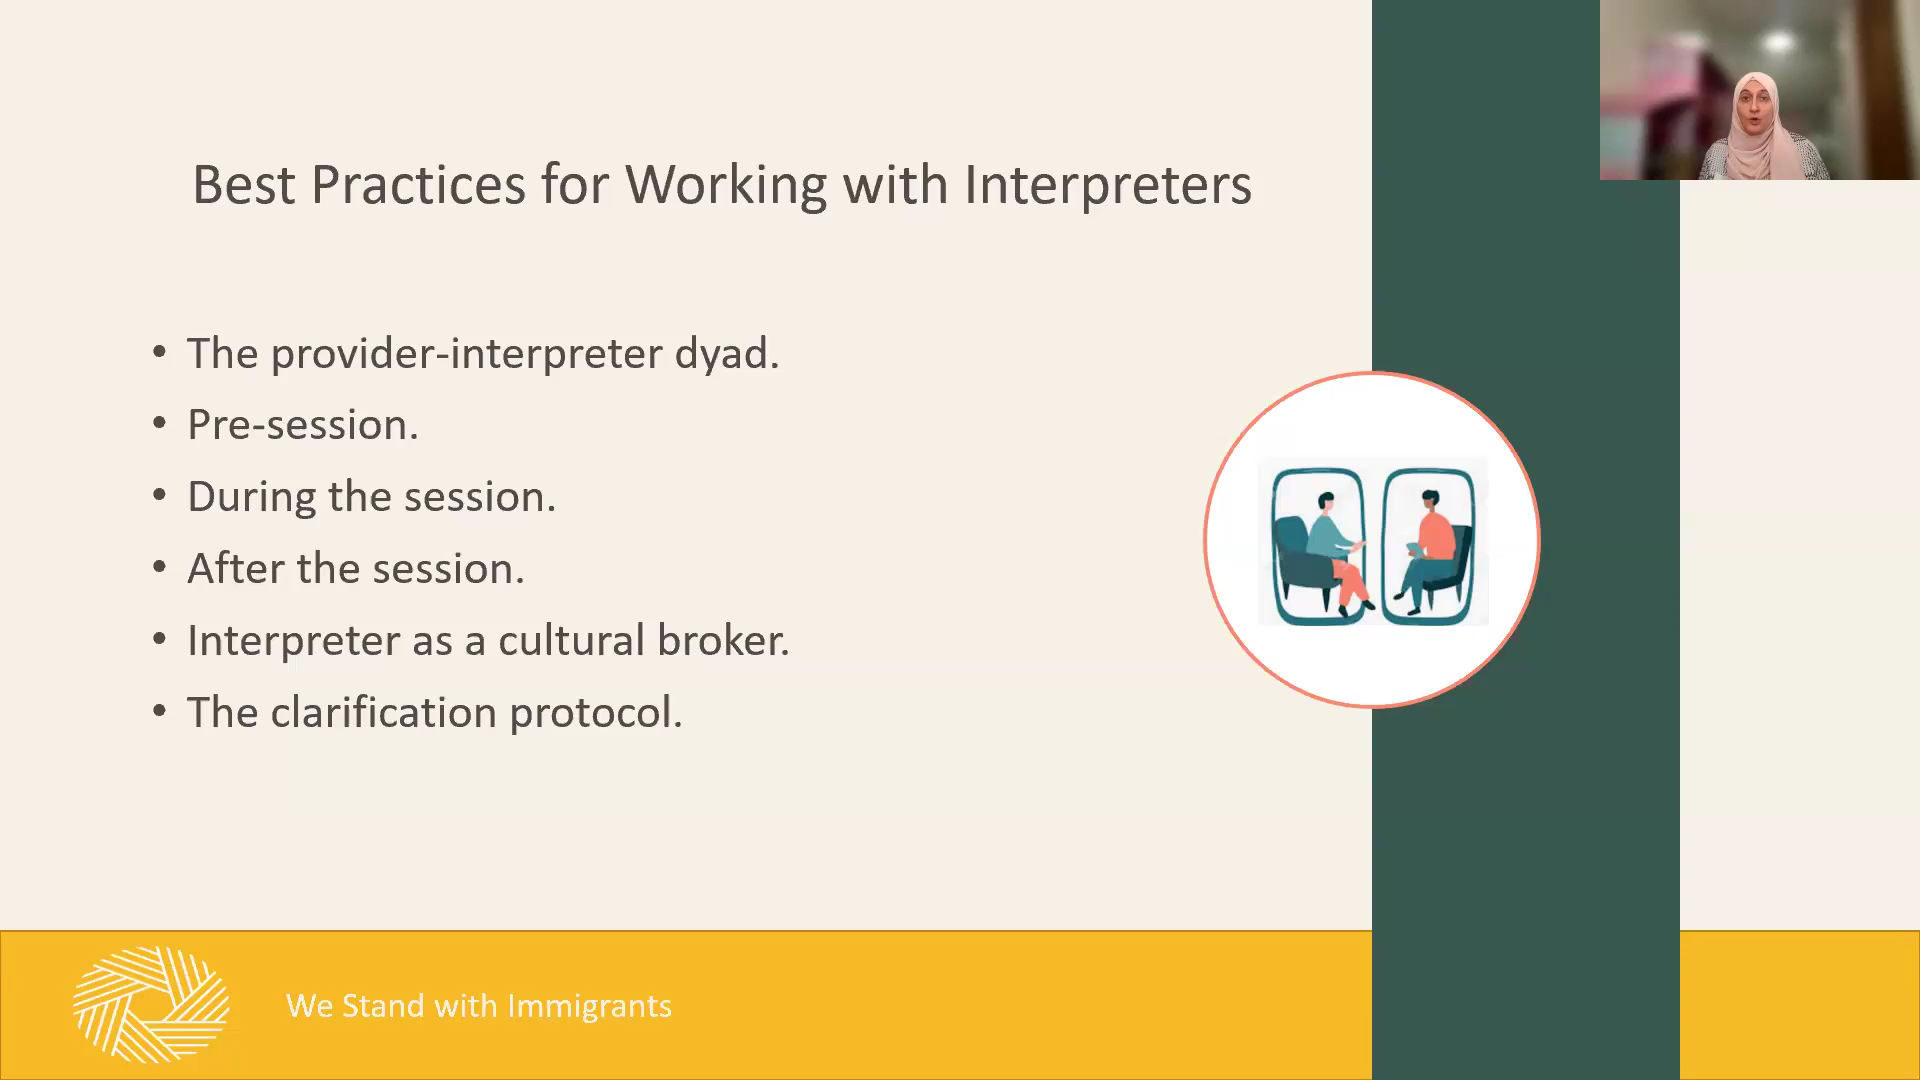 Best Practices for Working with Interpreters
• The provider-interpreter dyad.
• Pre-session.
• During the session.
• After the session.
• Interpreter as a cultural broker.
• The clarification protocol.
We Stand with Immigrants